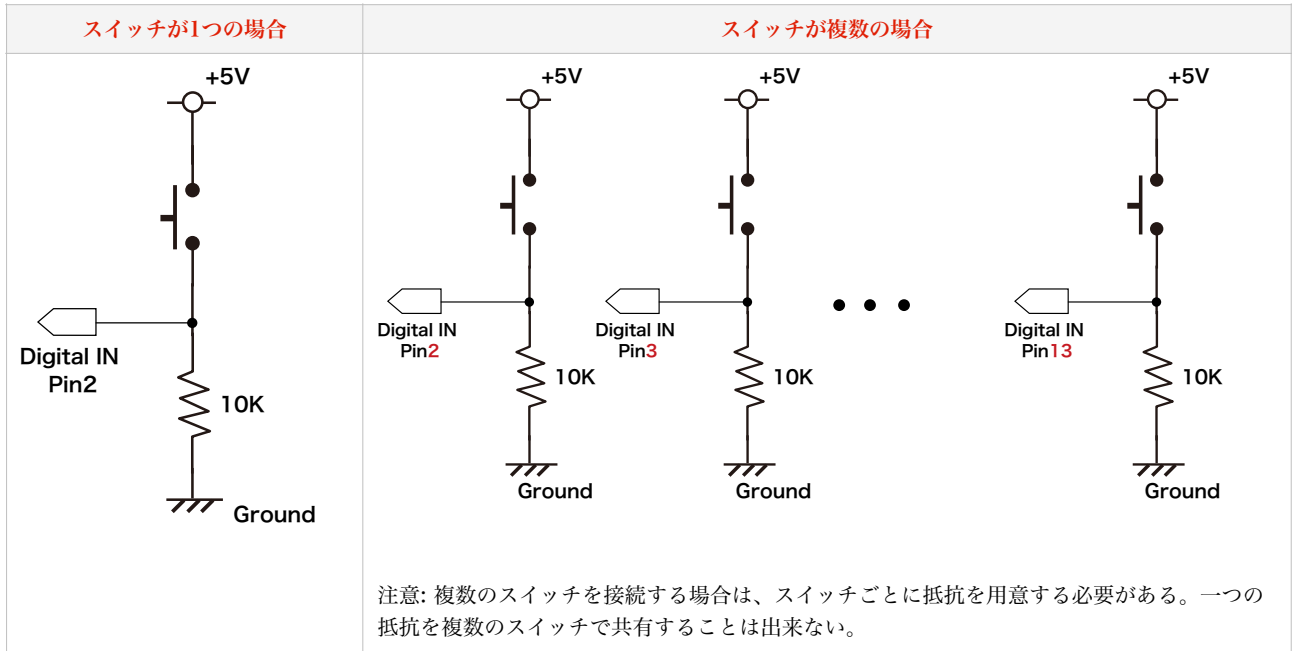 スイッチが1つの場合
スイッチが複数の場合
+5V
Digital IN
Pin2
10K
Ground
+5V
Digital IN
Pin2
10K
Ground
+5V
Digital IN
Pin3
10K
Ground
+5V
Digital IN
Pin13
10K
Ground
注意: 複数のスイッチを接続する場合は、スイッチごとに抵抗を用意する必要がある。一つの
抵抗を複数のスイッチで共有することは出来ない。